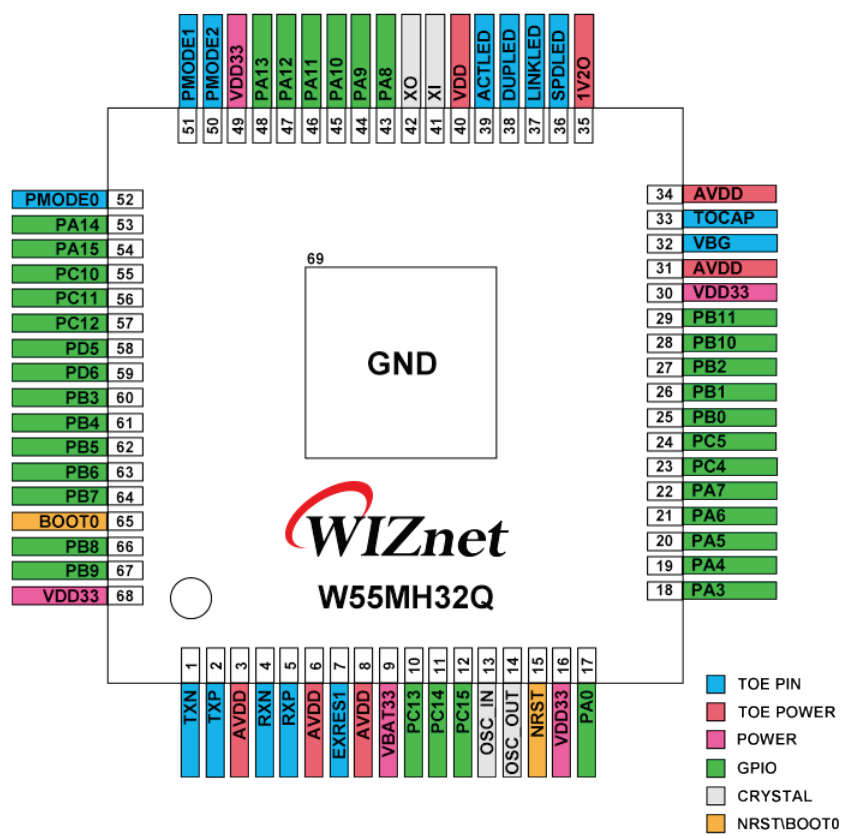 PMODE1 PMODE2 VDD33 PA13 PA12 PA11 PA10 PA9 PA8 XO XI VDD ACTLED DUPLED LINKLED SPDLED 1V2O
51 50 49 48 47 46 45 44 43 42 41 40 39 38 37 36 35
PMODE0 52
PA14 53
PA15 54
PC10 55
PC11 56
PC12 57
PD5 58
PD6 59
PB3 60
PB4 61
PB5 62
PB6 63
PB7 64
BOOT0 65
PB8 66
PB9 67
VDD33 68
69
GND
WIZnet
W55MH32Q
34 AVDD
33 TOCAP
32 VBG
31 AVDD
30 VDD33
29 PB11
28 PB10
27 PB2
26 PB1
25 PB0
24 PC5
23 PC4
22 PA7
21 PA6
20 PA5
19 PA4
18 PA3
1 2 3 4 5 6 7 8 9 10 11 12 13 14 15 16 17
TXN TXP AVDD RXN RXP AVDD EXRES1 AVDD VBAT33 PC13 PC14 PC15 OSC_IN OSC_OUT NRST VDD33 PA0
TOE PIN
TOE POWER
POWER
GPIO
CRYSTAL
NRST\BOOT0